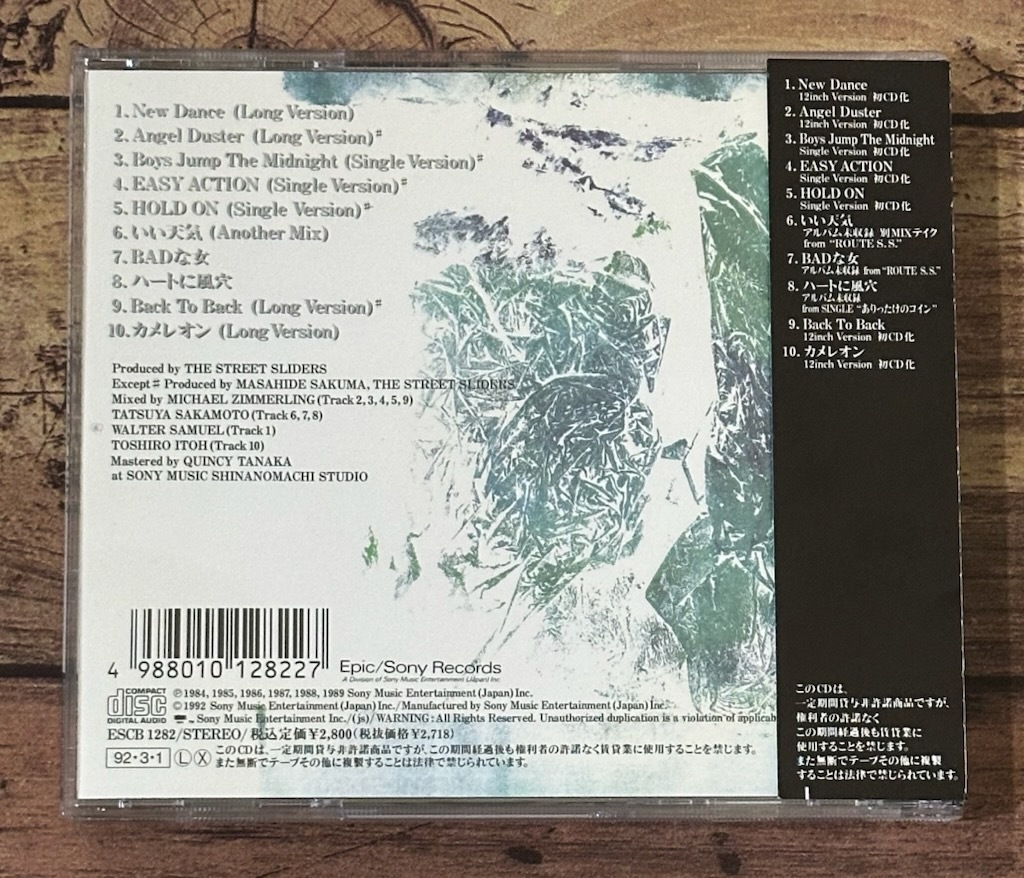 1. New Dance (Long Version)
2. Angel Duster (Long Version)♯
3. Boys Jump The Midnight (Single Version)♯
4. EASY ACTION (Single Version)♯
5. HOLD ON (Single Version)♯
6. いい天気 (Another Mix)
7. BADな女
8. ハートに風穴
9. Back To Back (Long Version)♯
10. カメレオン (Long Version)
Produced by THE STREET SLIDERS
Except♯ Produced by MASAHIDE SAKUMA, THE STREET SLIDERS
Mixed by MICHAEL ZIMMERLING (Track 2, 3, 4, 5, 9)
TATSUYA SAKAMOTO (Track 6, 7, 8)
WALTER SAMUEL (Track 1)
TOSHIRO ITOH (Track 10)
Mastered by QUINCY TANAKA
at SONY MUSIC SHINANOMACHI STUDIO
4 988010 128227
Epic/Sony Records
A Division of Sony Music Entertainment (Japan) Inc.
COMPACT
disc
DIGITAL AUDIO
℗1984, 1985, 1986, 1987, 1988, 1989 Sony Music Entertainment (Japan) Inc.
©1992 Sony Music Entertainment (Japan) Inc./Manufactured by Sony Music Entertainment (Japan) Inc.
Sony Music Entertainment Inc./(js)/WARNING: All Rights Reserved. Unauthorized duplication is a violation of applicab
ESCB 1282/STEREO/税込定価¥2,800(税抜価格¥2,718)
92・3・1 Ⓛ Ⓧ このCDは、一定期間貸与非許諾商品ですが、この期間経過後も権利者の許諾なく賃貸業に使用することを禁じます。
また無断でテープその他に複製することは法律で禁じられています。
1. New Dance
12inch Version 初CD化
2. Angel Duster
12inch Version 初CD化
3. Boys Jump The Midnight
Single Version 初CD化
4. EASY ACTION
Single Version 初CD化
5. HOLD ON
Single Version 初CD化
6. いい天気
アルバム未収録 別MIXテイク
from "ROUTE S.S."
7. BADな女
アルバム未収録 from "ROUTE S.S."
8. ハートに風穴
アルバム未収録
from SINGLE "ありったけのコイン"
9. Back To Back
12inch Version 初CD化
10. カメレオン
12inch Version 初CD化
このCDは、
一定期間貸与非許諾商品ですが、
権利者の許諾なく
この期間経過後も賃貸業に
使用することを禁じます。
また無断でテープその他に複製
することは法律で禁じられています。